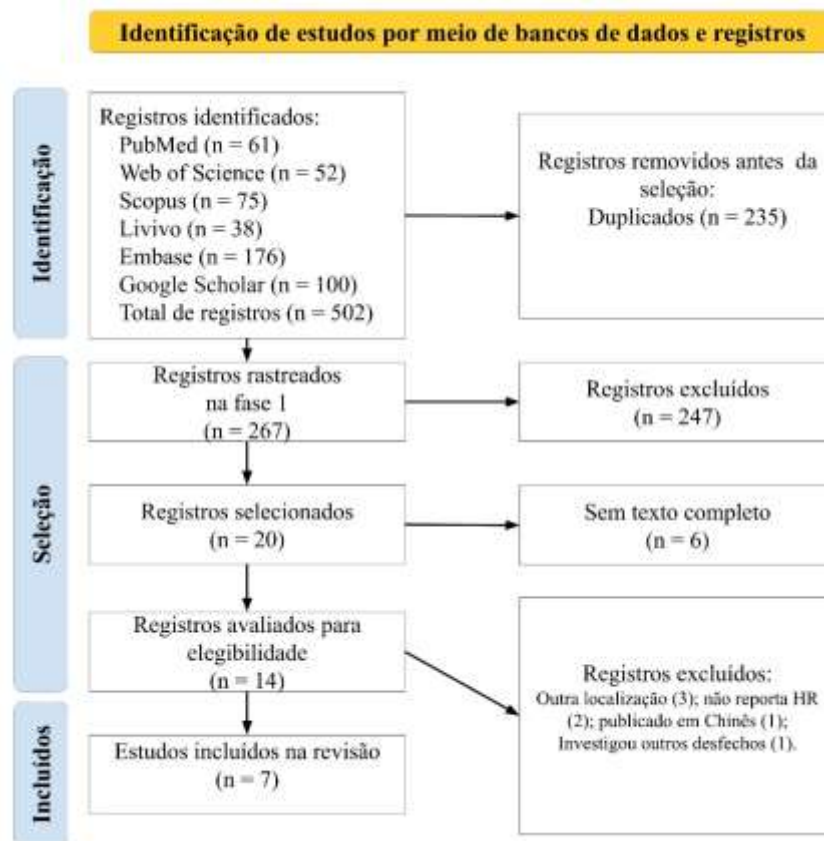 Identificação de estudos por meio de bancos de dados e registros
Identificação
Registros identificados:
PubMed (n = 61)
Web of Science (n = 52)
Scopus (n = 75)
Livivo (n = 38)
Embase (n = 176)
Google Scholar (n = 100)
Total de registros (n = 502)
Registros removidos antes da
seleção:
Duplicados (n = 235)
Seleção
Registros rastreados
na fase 1
(n = 267)
Registros excluídos
(n = 247)
Registros selecionados
(n = 20)
Sem texto completo
(n = 6)
Registros avaliados para
elegibilidade
(n = 14)
Registros excluídos:
Outra localização (3); não reporta HR
(2); publicado em Chinês (1);
Investigou outros desfechos (1).
Incluídos
Estudos incluídos na revisão
(n = 7)